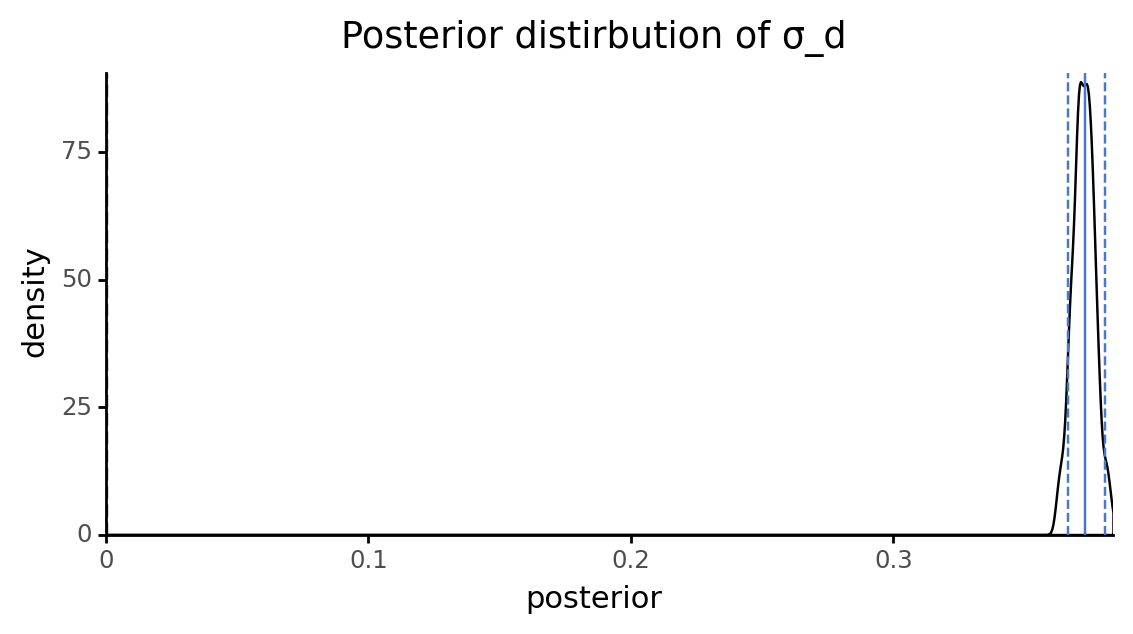 Posterior distirbution of σ_d
density
75
50
25
0
0 0.1 0.2 0.3
posterior